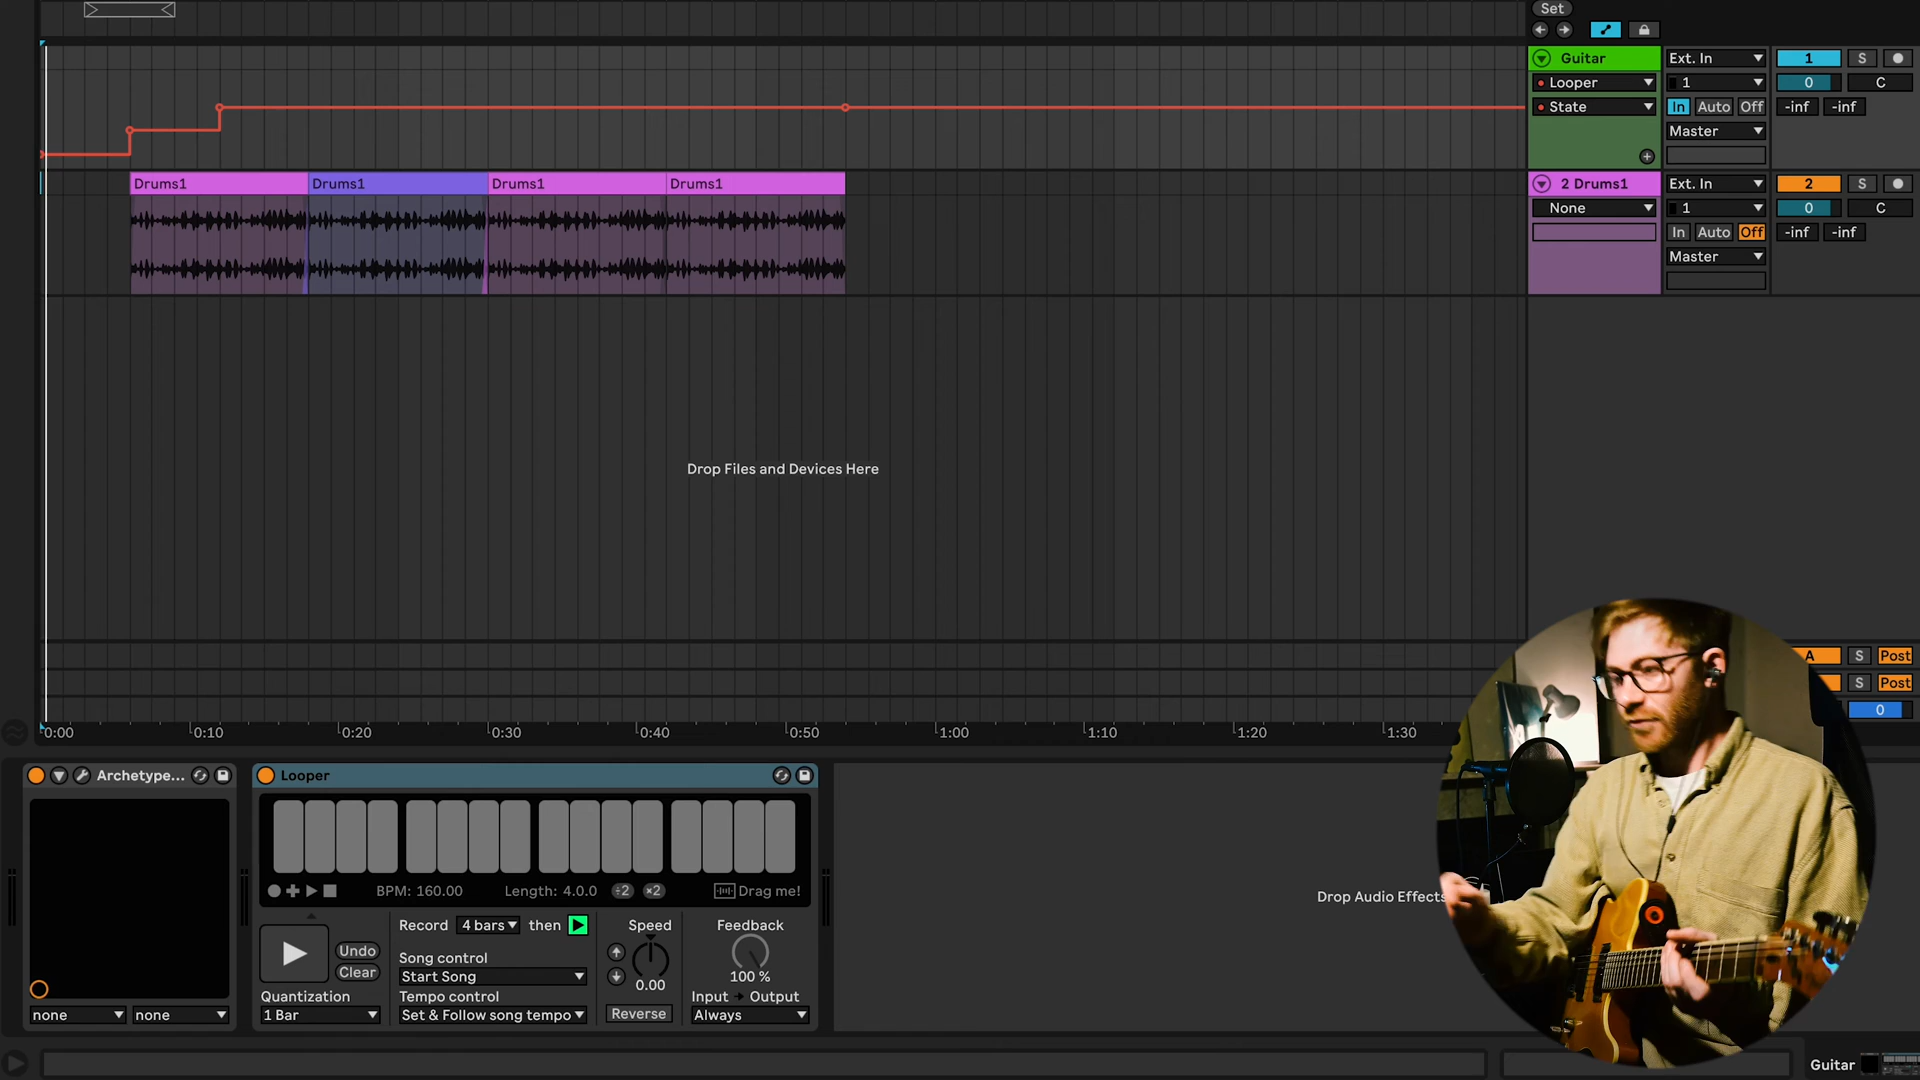 Set
Guitar
Ext. In
1
S
Looper
1
0
C
State
In
Auto
Off
-inf
-inf
Master
Drums1
Drums1
Drums1
Drums1
2 Drums1
Ext. In
2
S
None
1
0
C
In
Auto
Off
-inf
-inf
Master
Drop Files and Devices Here
A
S
Post
S
Post
0
0:00
0:10
0:20
0:30
0:40
0:50
1:00
1:10
1:20
1:30
Archetype...
Looper
BPM: 160.00
Length: 4.0.0
÷2
×2
Drag me!
Record
4 bars
then
Speed
Feedback
Undo
Clear
Song control
Start Song
0.00
100 %
Quantization
Tempo control
Input
Output
none
none
1 Bar
Set & Follow song tempo
Reverse
Always
Drop Audio Effects
Guitar